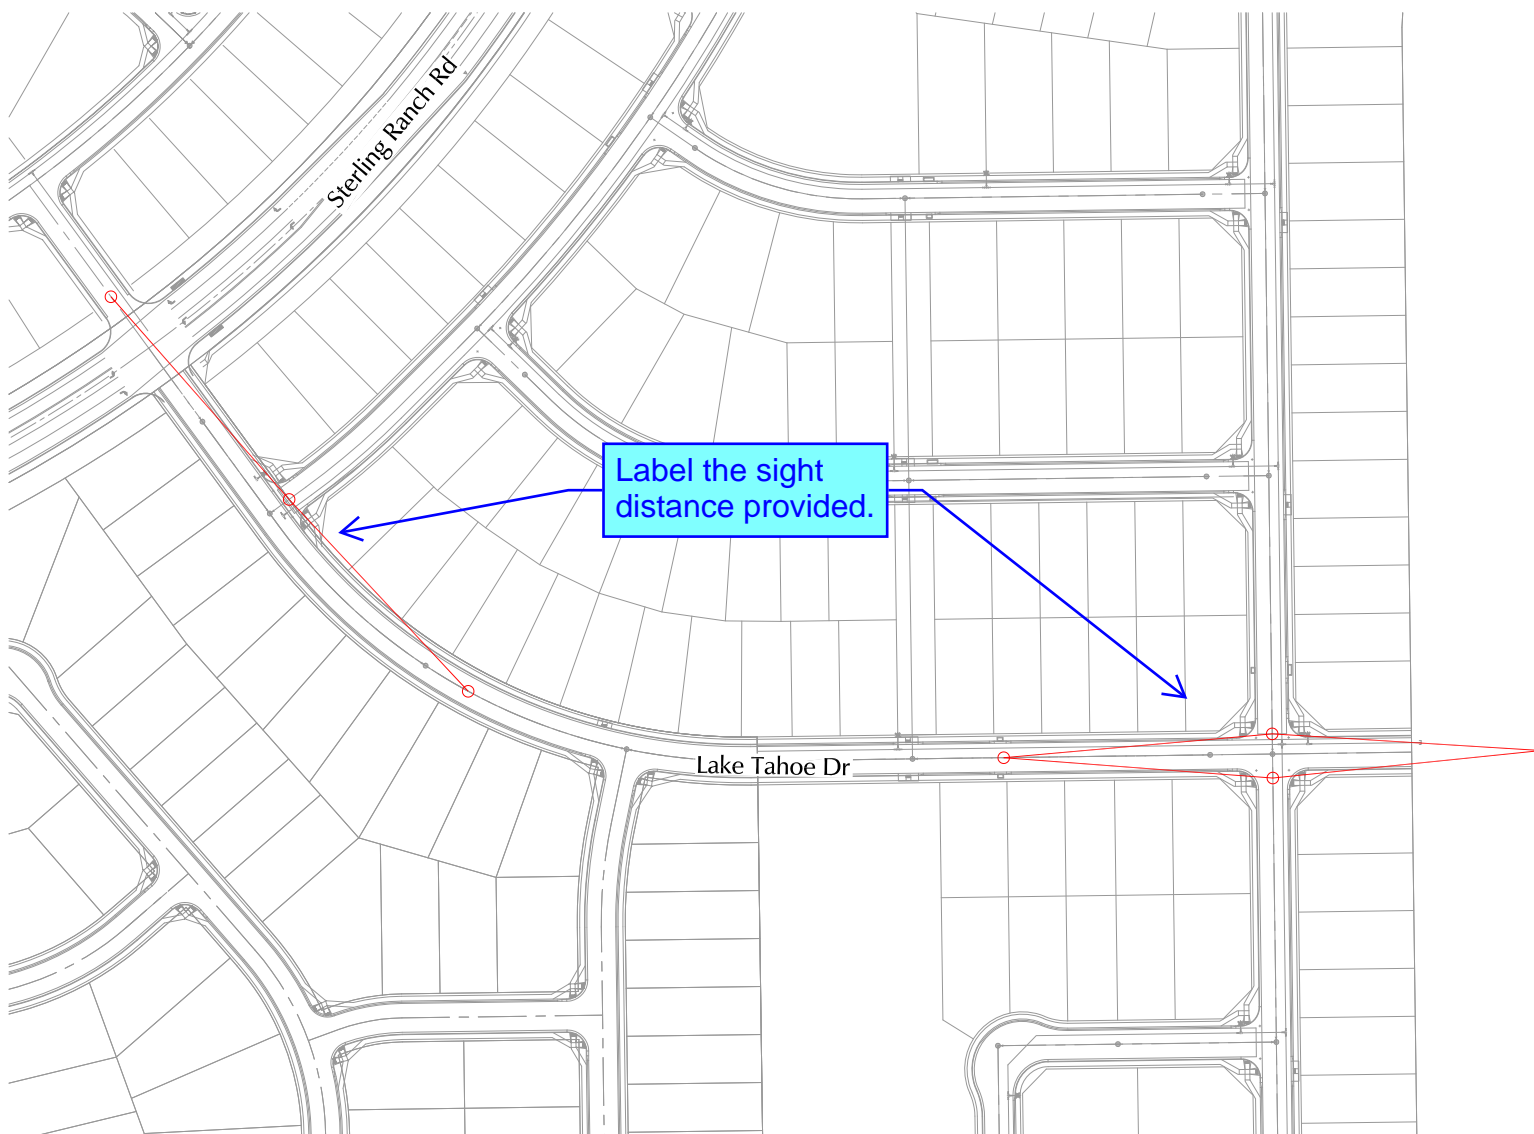 Sterling Ranch Rd
Label the sight
distance provided.
Lake Tahoe Dr